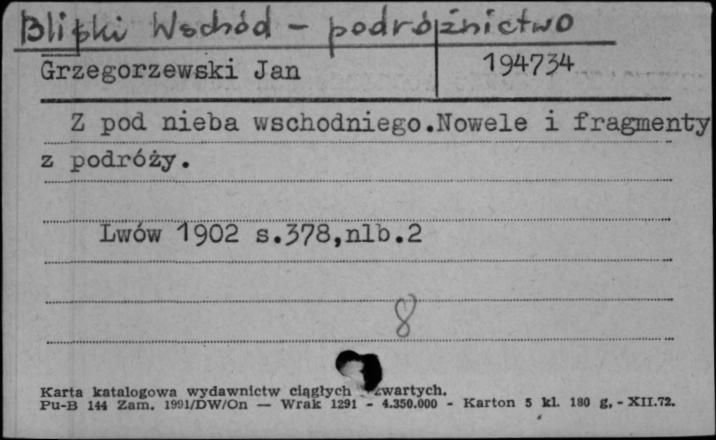 Bliski Wschód - podróżnictwo
Grzegorzewski Jan 194734
Z pod nieba wschodniego.Nowele i fragmenty
z podróży.
Lwów 1902 s.378,nlb.2
8
Karta katalogowa wydawnictw ciągłych zwartych.
Pu-B 144 Zam. 1991/DW/On — Wrak 1291 - 4.350.000 - Karton 5 kl. 180 g. - XII.72.